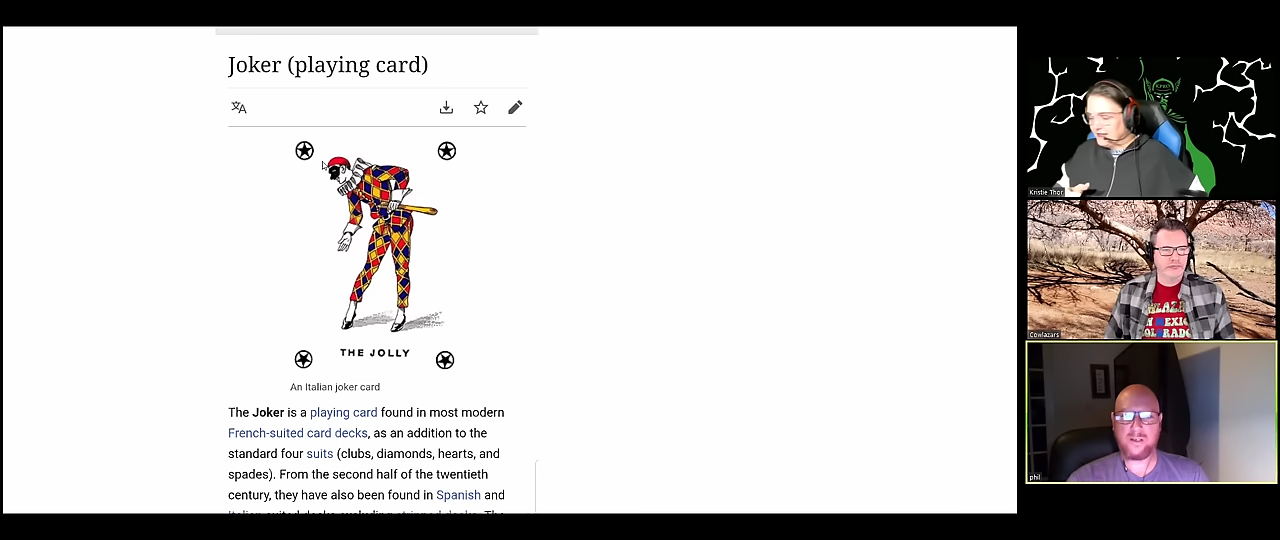 Joker (playing card)
THE JOLLY
An Italian joker card
The Joker is a playing card found in most modern
French-suited card decks, as an addition to the
standard four suits (clubs, diamonds, hearts, and
spades). From the second half of the twentieth
century, they have also been found in Spanish and
Kristie Thor
Cowlazars
phil